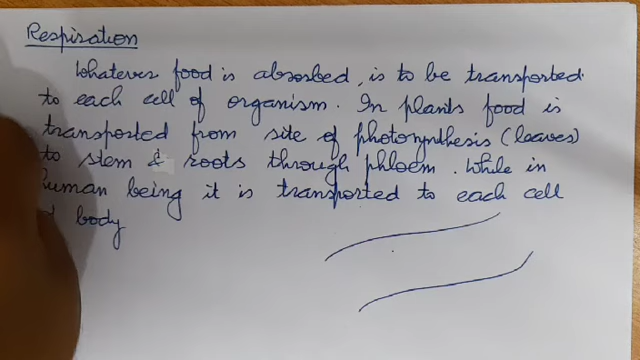 Respiration
Whatever food is absorbed, is to be transported
to each cell of organism. In plants food is
transported from site of photosynthesis (leaves)
to stem & roots through phloem. While in
human being it is transported to each cell
body